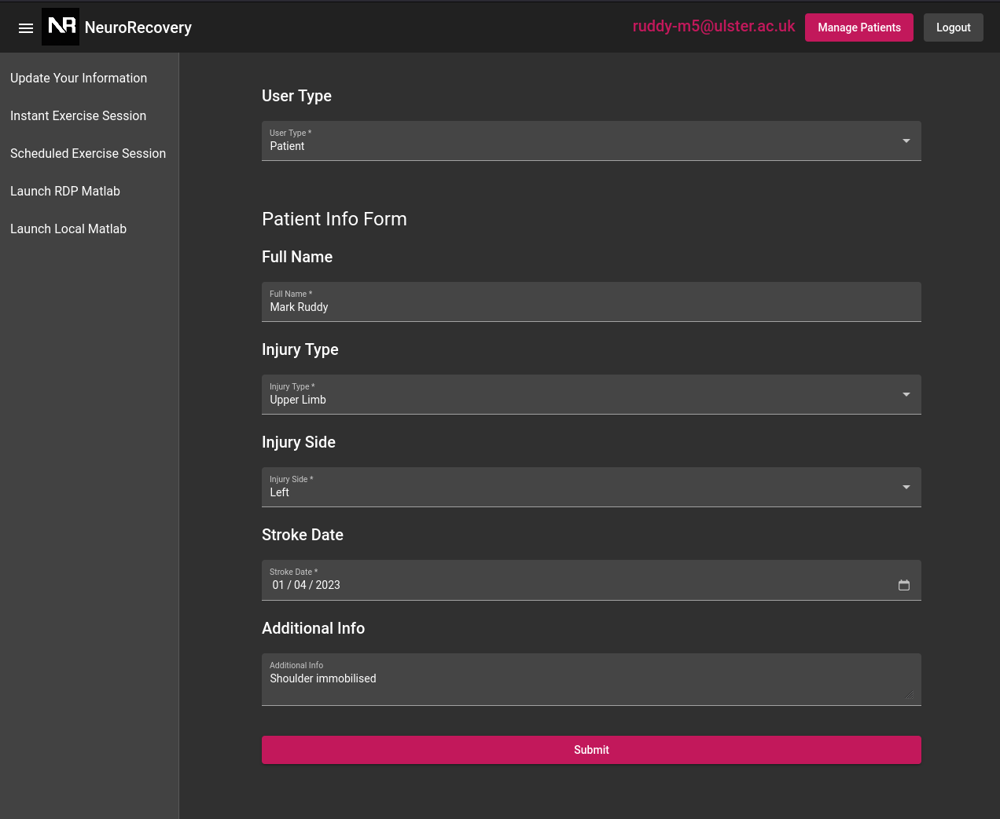 NR NeuroRecovery
ruddy-m5@ulster.ac.uk
Manage Patients
Logout
Update Your Information
Instant Exercise Session
Scheduled Exercise Session
Launch RDP Matlab
Launch Local Matlab
User Type
User Type *
Patient
Patient Info Form
Full Name
Full Name *
Mark Ruddy
Injury Type
Injury Type *
Upper Limb
Injury Side
Injury Side *
Left
Stroke Date
Stroke Date *
01 / 04 / 2023
Additional Info
Additional Info
Shoulder immobilised
Submit